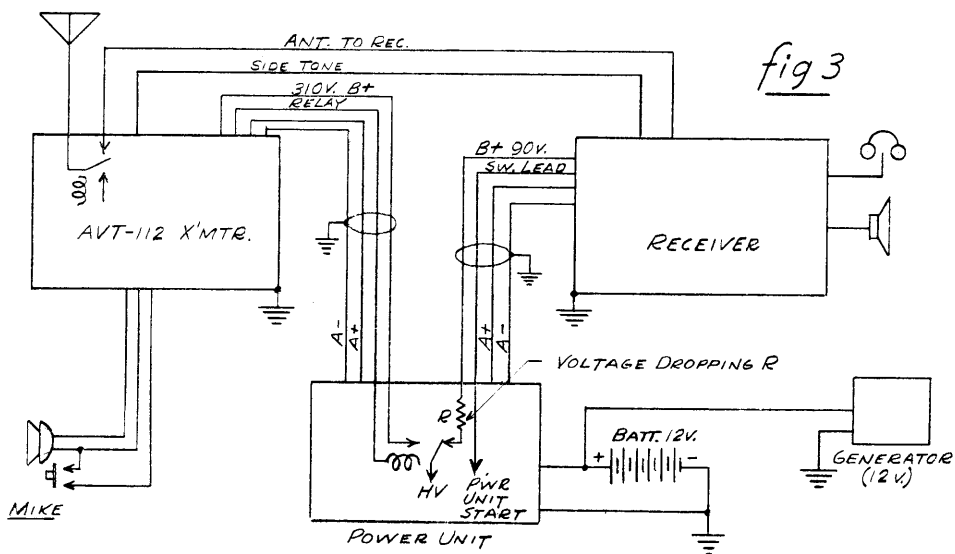 ANT. TO REC.
SIDE TONE
fig 3
310V. B+
RELAY
B+ 90V.
SW. LEAD
AVT-112 X'MTR.
RECEIVER
A-
A+
A+
A-
VOLTAGE DROPPING R
R
BATT. 12V.
+
-
GENERATOR
(12 V.)
HV
PWR
UNIT
START
MIKE
POWER UNIT